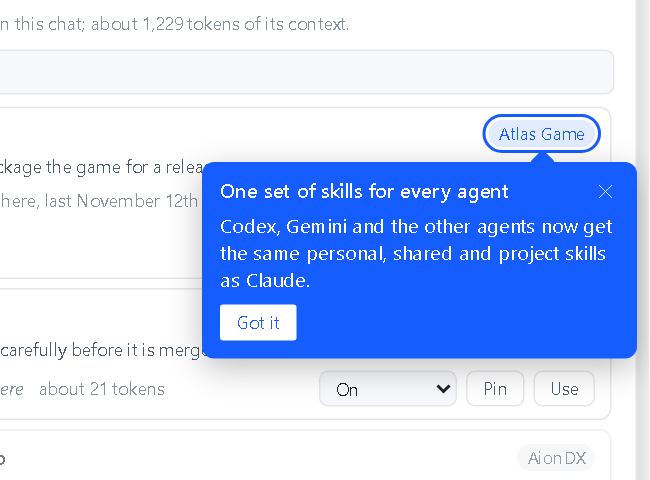 n this chat; about 1,229 tokens of its context.
Atlas Game
ckage the game for a relea
here, last November 12th
One set of skills for every agent
Codex, Gemini and the other agents now get
the same personal, shared and project skills
as Claude.
Got it
carefully before it is merge
ere about 21 tokens
On
Pin
Use
AionDX